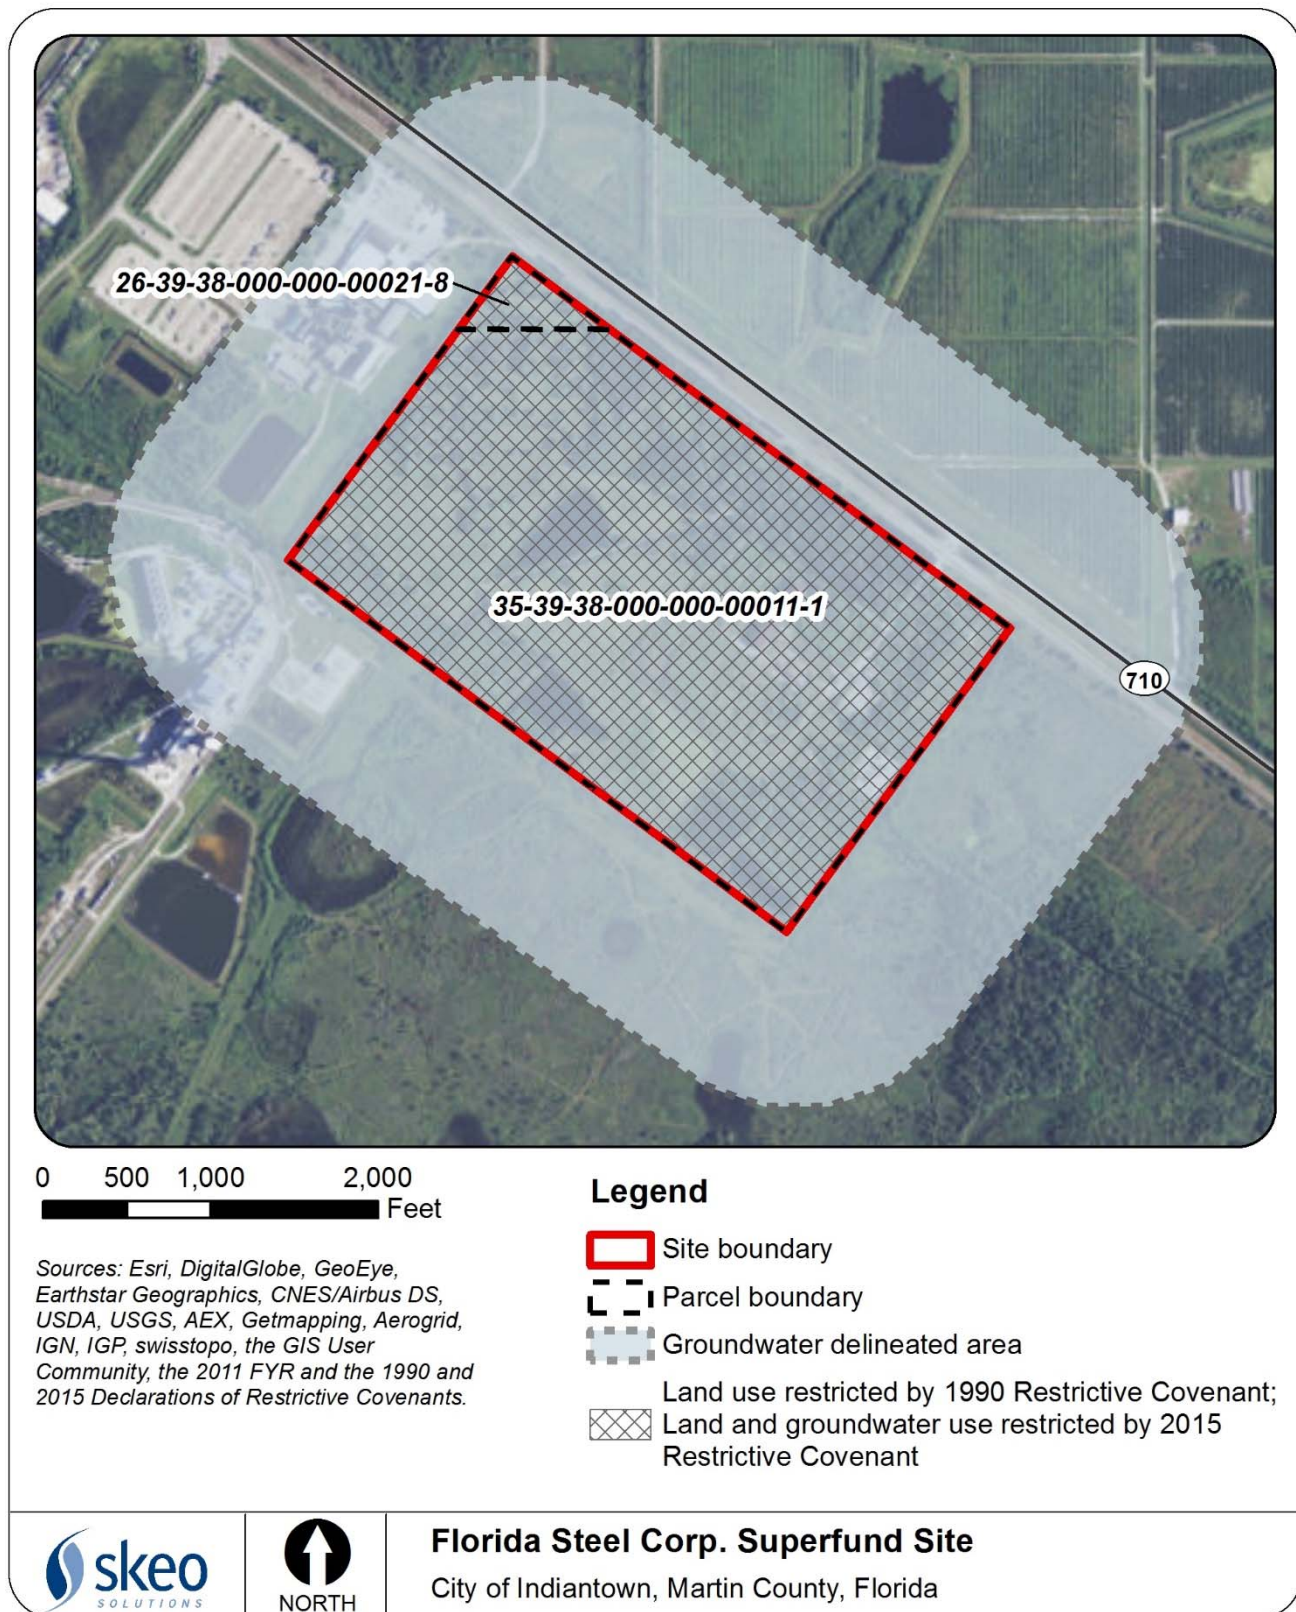 26-39-38-000-000-00021-8
35-39-38-000-000-00011-1
710
0 500 1,000 2,000
Feet
Sources: Esri, DigitalGlobe, GeoEye,
Earthstar Geographics, CNES/Airbus DS,
USDA, USGS, AEX, Getmapping, Aerogrid,
IGN, IGP, swisstopo, the GIS User
Community, the 2011 FYR and the 1990 and
2015 Declarations of Restrictive Covenants.
Legend
Site boundary
Parcel boundary
Groundwater delineated area
Land use restricted by 1990 Restrictive Covenant;
Land and groundwater use restricted by 2015
Restrictive Covenant
skeo
SOLUTIONS
NORTH
Florida Steel Corp. Superfund Site
City of Indiantown, Martin County, Florida